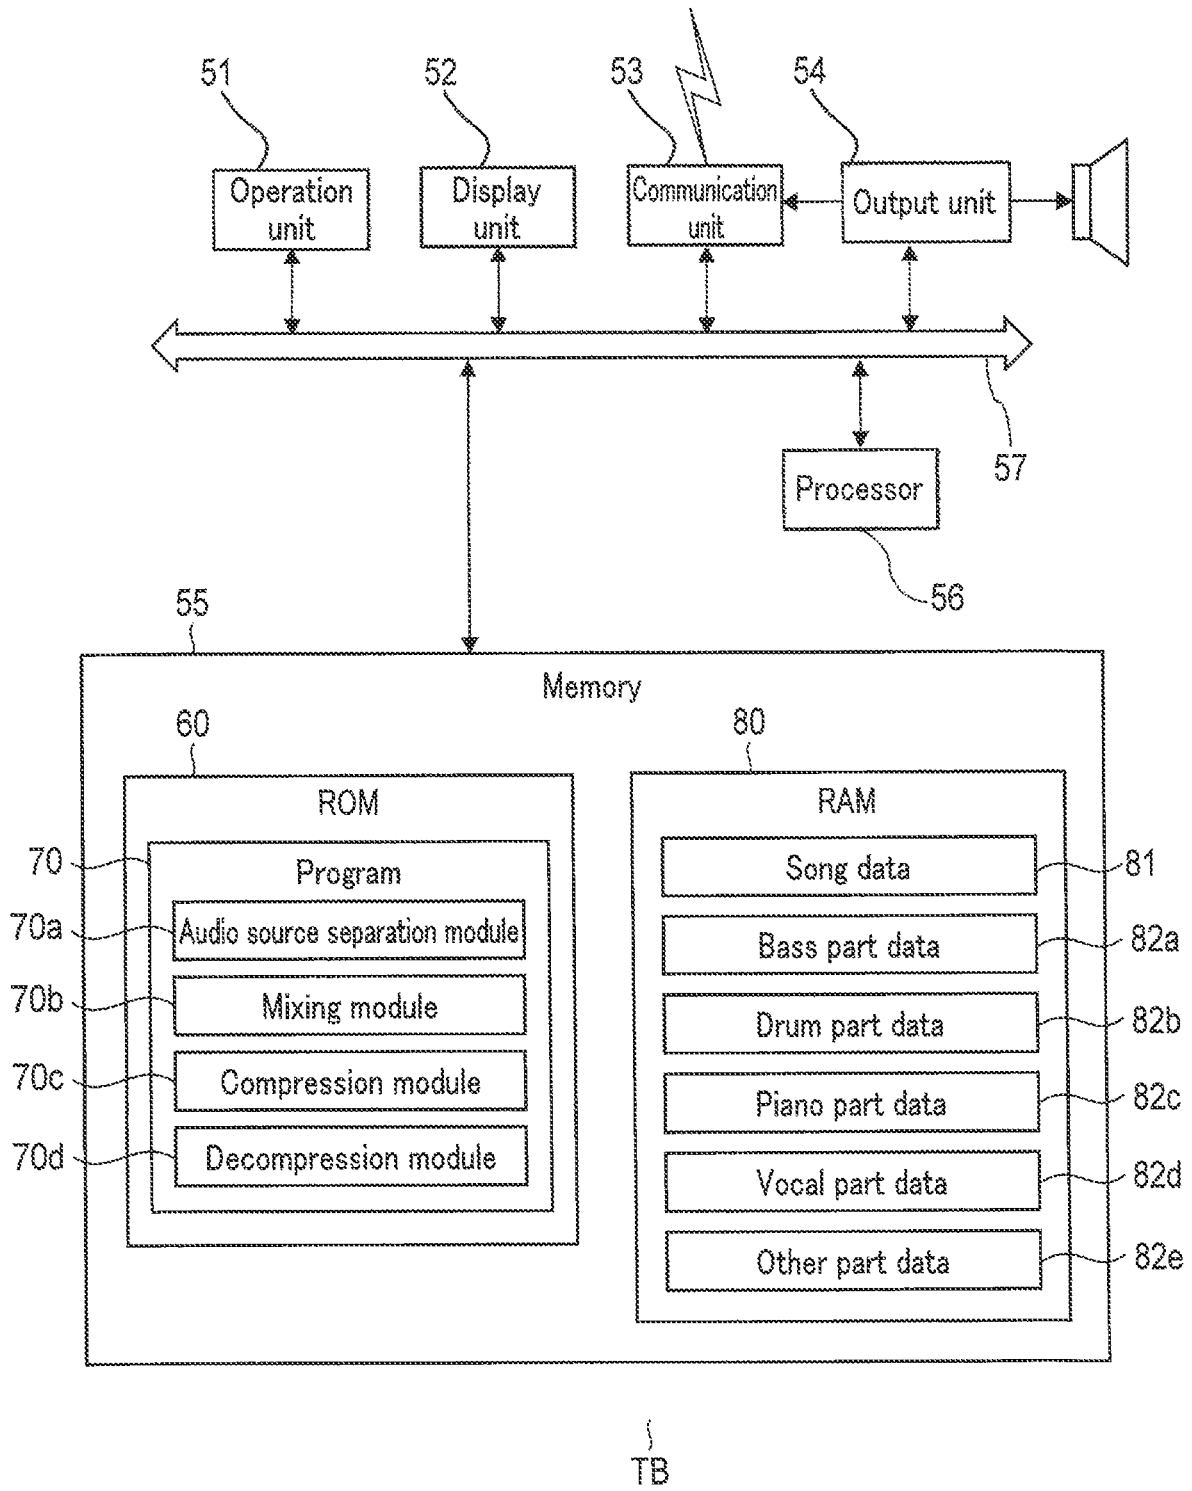 51
52
53
54
Operation
unit
Display
unit
Communication
unit
Output unit
57
Processor
56
55
Memory
60
80
ROM
RAM
70
Program
Song data
81
70a
Audio source separation module
Bass part data
82a
70b
Mixing module
Drum part data
82b
70c
Compression module
Piano part data
82c
70d
Decompression module
Vocal part data
82d
Other part data
82e
TB